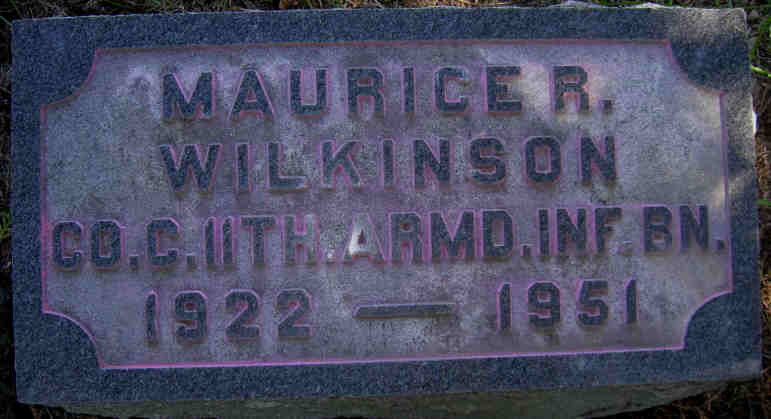 MAURICE R.
WILKINSON
CO. C. 11TH. ARMD. INF. BN.
1922 — 1951